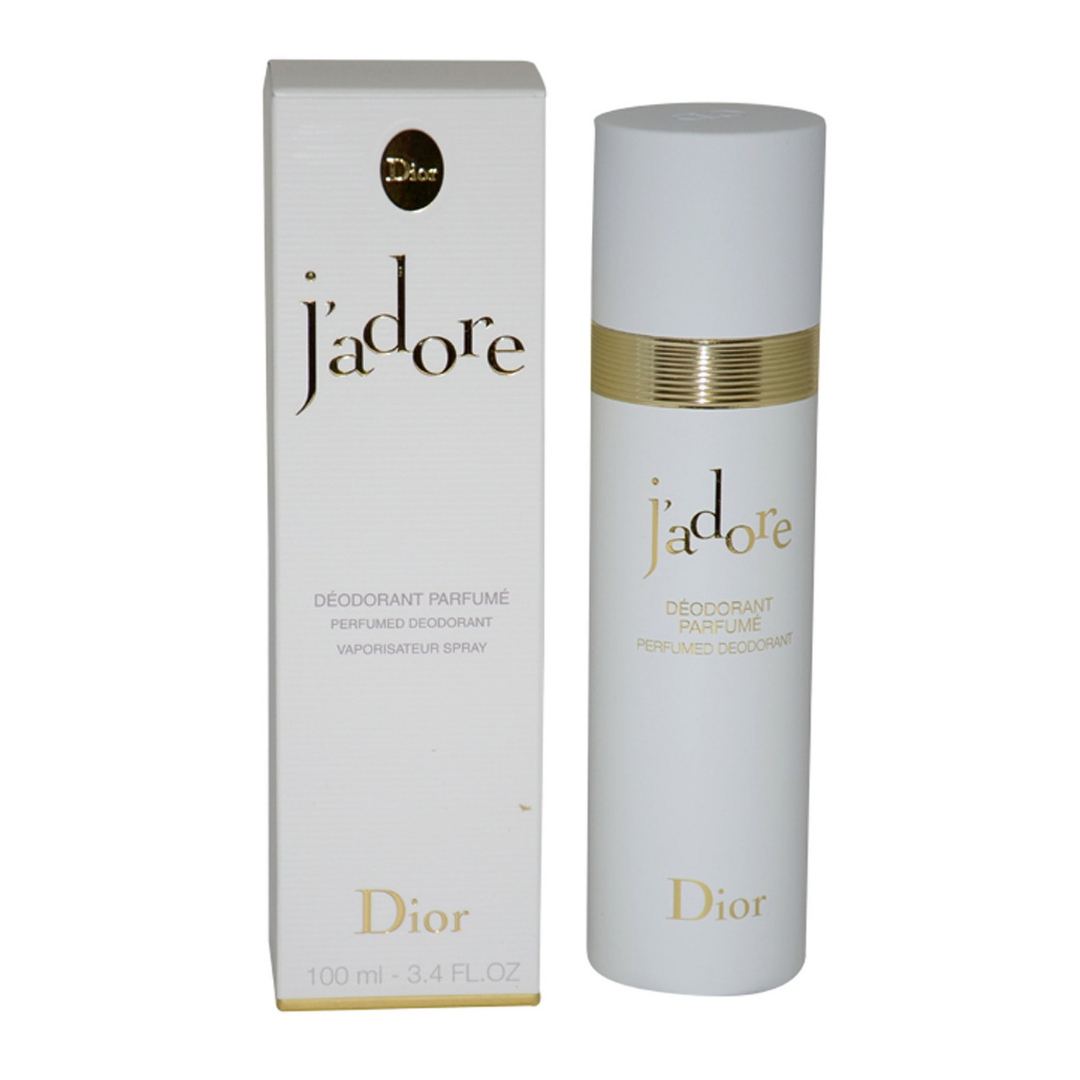 Dior
j'adore
DÉODORANT PARFUMÉ
PERFUMED DEODORANT
VAPORISATEUR SPRAY
Dior
100 ml - 3.4 FL.OZ
j'adore
DÉODORANT
PARFUMÉ
PERFUMED DEODORANT
Dior